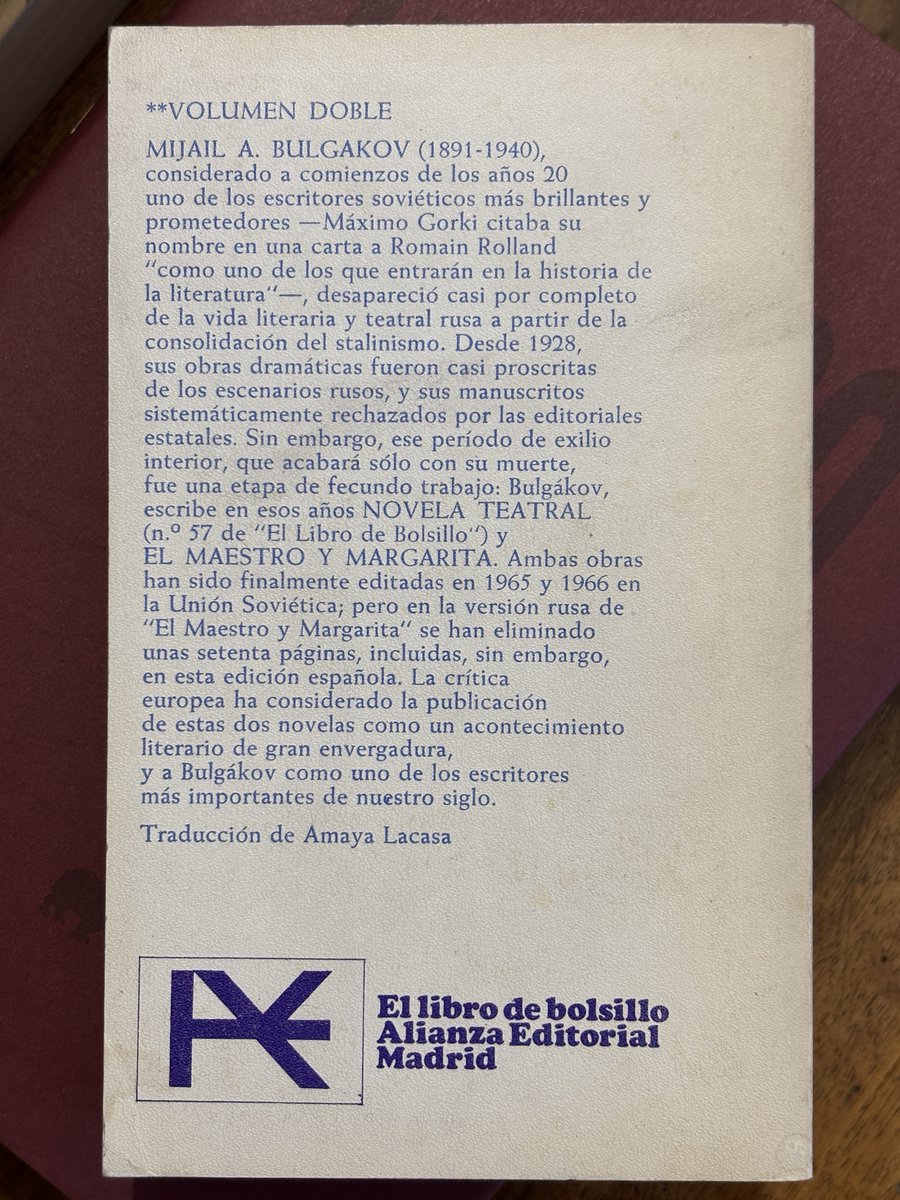 **VOLUMEN DOBLE
MIJAIL A. BULGAKOV (1891-1940),
considerado a comienzos de los años 20
uno de los escritores soviéticos más brillantes y
prometedores —Máximo Gorki citaba su
nombre en una carta a Romain Rolland
“como uno de los que entrarán en la historia de
la literatura“—, desapareció casi por completo
de la vida literaria y teatral rusa a partir de la
consolidación del stalinismo. Desde 1928,
sus obras dramáticas fueron casi proscritas
de los escenarios rusos, y sus manuscritos
sistemáticamente rechazados por las editoriales
estatales. Sin embargo, ese período de exilio
interior, que acabará sólo con su muerte,
fue una etapa de fecundo trabajo: Bulgákov,
escribe en esos años NOVELA TEATRAL
(n.º 57 de “El Libro de Bolsillo“) y
EL MAESTRO Y MARGARITA. Ambas obras
han sido finalmente editadas en 1965 y 1966 en
la Unión Soviética; pero en la versión rusa de
“El Maestro y Margarita“ se han eliminado
unas setenta páginas, incluidas, sin embargo,
en esta edición española. La crítica
europea ha considerado la publicación
de estas dos novelas como un acontecimiento
literario de gran envergadura,
y a Bulgákov como uno de los escritores
más importantes de nuestro siglo.
Traducción de Amaya Lacasa
El libro de bolsillo
Alianza Editorial
Madrid